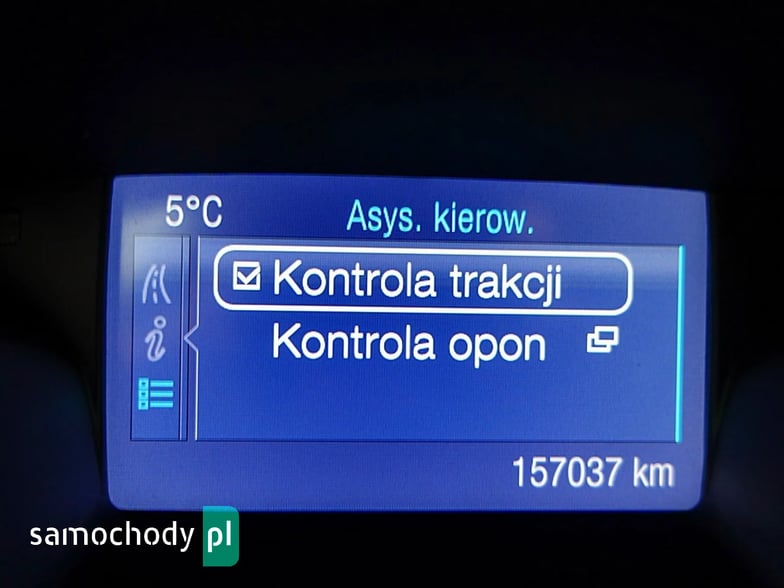 5°C
Asys. kierow.
Kontrola trakcji
Kontrola opon
157037 km
samochody pl